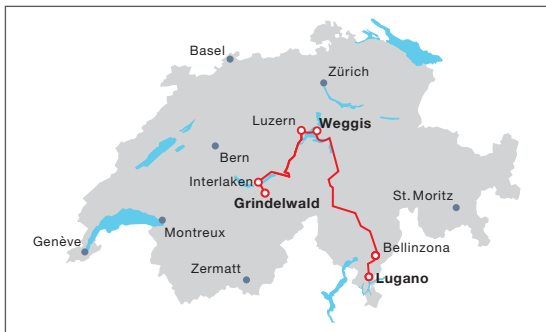 Basel
Zürich
Luzern
Weggis
Bern
Interlaken
Grindelwald
St. Moritz
Genève
Montreux
Bellinzona
Zermatt
Lugano